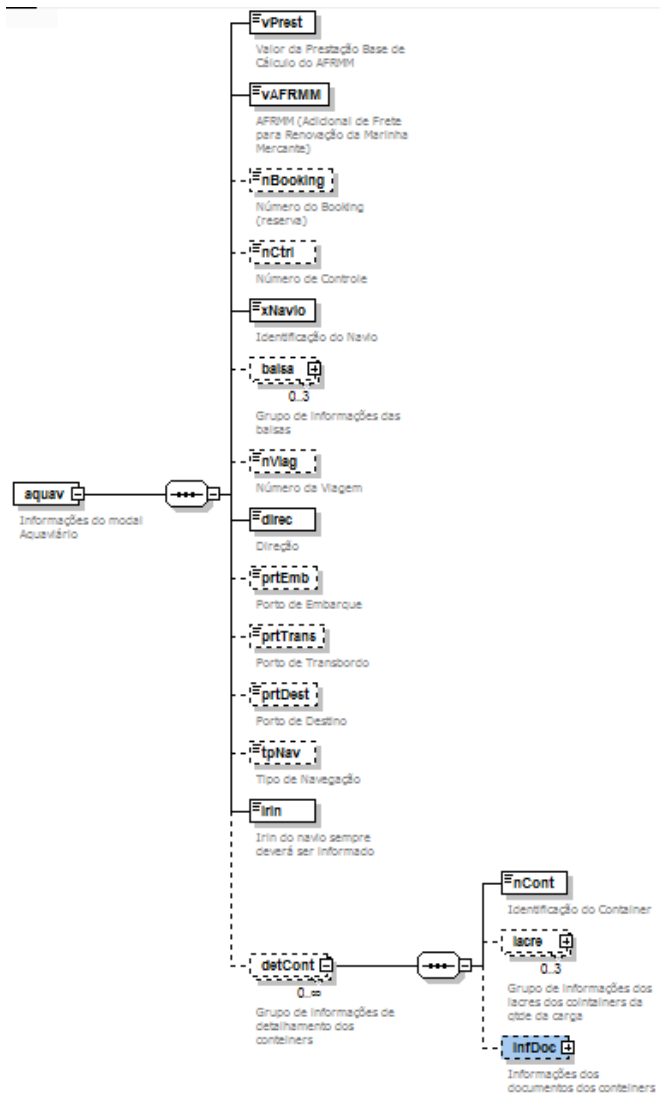 vPrest
Valor da Prestação Base de
Cálculo do AFRMM
vAFRMM
AFRMM (Adicional de Frete
para Renovação da Marinha
Mercante)
nBooking
Número do Booking
(reserva)
nCtrl
Número de Controle
xNavio
Identificação do Navio
balsa
0..3
Grupo de informações das
balsas
nViag
Número da Viagem
aquav
Informações do modal
Aquaviário
direc
Direção
prtEmb
Porto de Embarque
prtTrans
Porto de Transbordo
prtDest
Porto de Destino
tpNav
Tipo de Navegação
irin
Irin do navio sempre
deverá ser informado
detCont
0..∞
Grupo de informações de
detalhamento dos
conteiners
nCont
Identificação do Container
lacre
0..3
Grupo de informações dos
lacres dos cointainers da
qtde da carga
infDoc
Informações dos
documentos dos conteiners